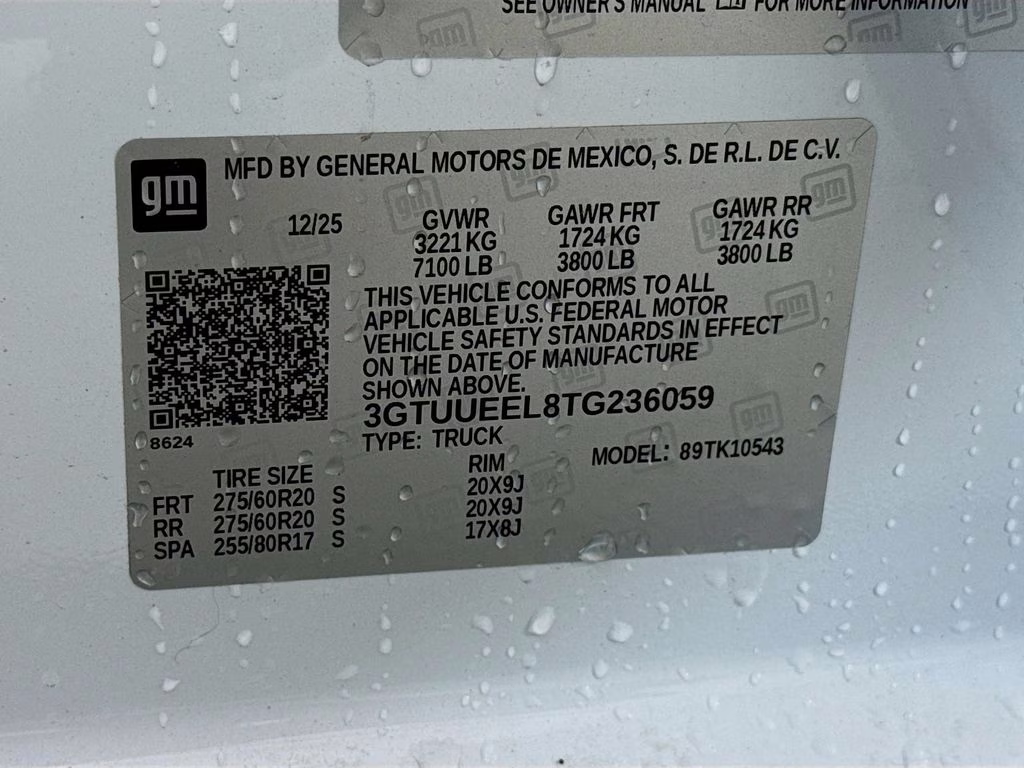 SEE OWNER'S MANUAL FOR MORE INFORMATION
gm
MFD BY GENERAL MOTORS DE MEXICO, S. DE R.L. DE C.V.
12/25 GVWR GAWR FRT GAWR RR
3221 KG 1724 KG 1724 KG
7100 LB 3800 LB 3800 LB
THIS VEHICLE CONFORMS TO ALL
APPLICABLE U.S. FEDERAL MOTOR
VEHICLE SAFETY STANDARDS IN EFFECT
ON THE DATE OF MANUFACTURE
SHOWN ABOVE.
3GTUUEEL8TG236059
8624
TYPE: TRUCK
MODEL: 89TK10543
TIRE SIZE RIM
FRT 275/60R20 S 20X9J
RR 275/60R20 S 20X9J
SPA 255/80R17 S 17X8J